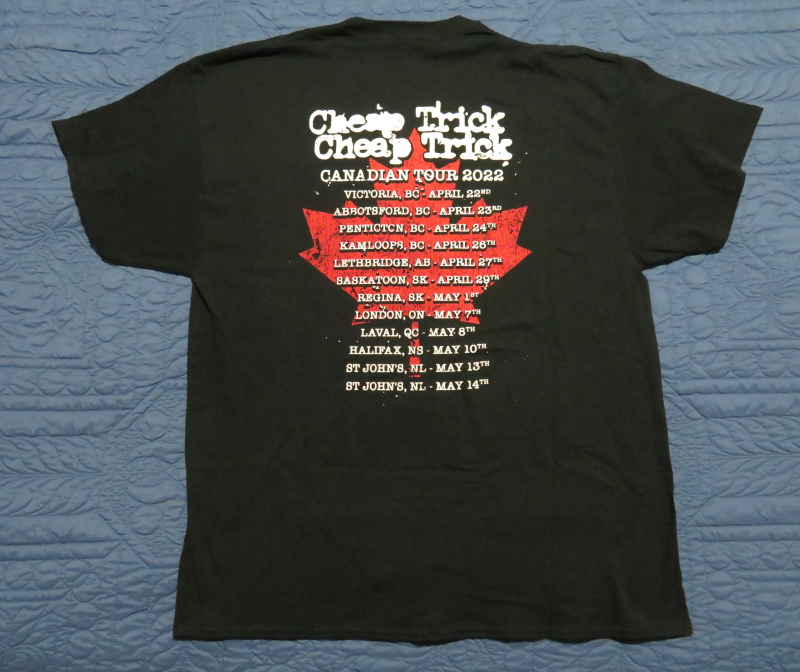 Cheap Trick
Cheap Trick
CANADIAN TOUR 2022
VICTORIA, BC - APRIL 22ND
ABBOTSFORD, BC - APRIL 23RD
PENTICTON, BC - APRIL 24TH
KAMLOOPS, BC - APRIL 26TH
LETHBRIDGE, AB - APRIL 27TH
SASKATOON, SK - APRIL 29TH
REGINA, SK - MAY 1ST
LONDON, ON - MAY 7TH
LAVAL, QC - MAY 8TH
HALIFAX, NS - MAY 10TH
ST JOHN'S, NL - MAY 13TH
ST JOHN'S, NL - MAY 14TH